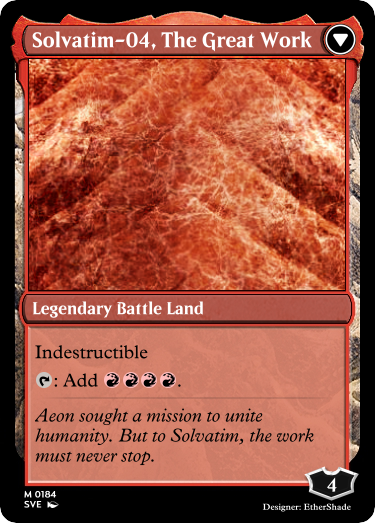 Solvatim-04, The Great Work
Legendary Battle Land
Indestructible
: Add .
Aeon sought a mission to unite
humanity. But to Solvatim, the work
must never stop.
4
M 0184
SVE
Designer: EtherShade